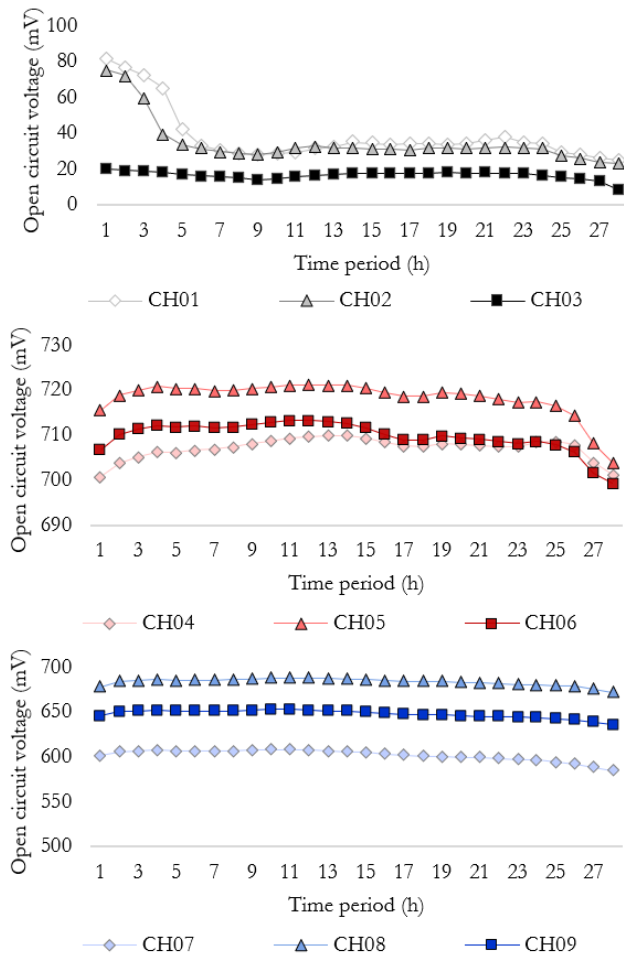 Open circuit voltage (mV)
100
80
60
40
20
0
1 3 5 7 9 11 13 15 17 19 21 23 25 27
Time period (h)
CH01 CH02 CH03
Open circuit voltage (mV)
730
720
710
700
690
1 3 5 7 9 11 13 15 17 19 21 23 25 27
Time period (h)
CH04 CH05 CH06
Open circuit voltage (mV)
700
650
600
550
500
1 3 5 7 9 11 13 15 17 19 21 23 25 27
Time period (h)
CH07 CH08 CH09